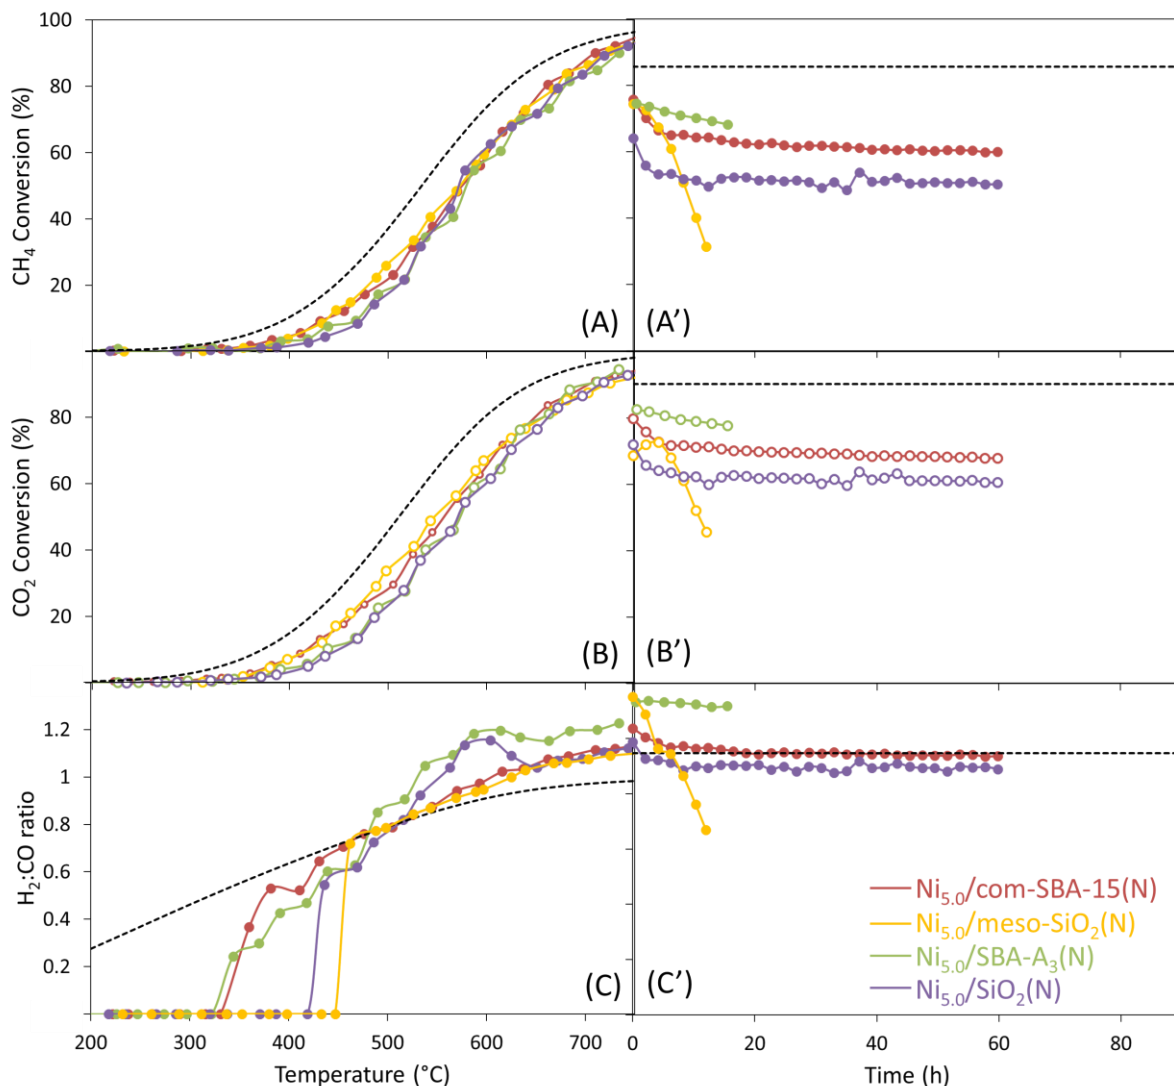 100
80
60
40
20
CH₄ Conversion (%)
(A)
(A')
80
60
40
20
CO₂ Conversion (%)
(B)
(B')
1.2
1
0.8
0.6
0.4
0.2
H₂:CO ratio
(C)
(C')
Ni₅.₀/com-SBA-15(N)
Ni₅.₀/meso-SiO₂(N)
Ni₅.₀/SBA-A₃(N)
Ni₅.₀/SiO₂(N)
200 300 400 500 600 700
0 20 40 60 80
Temperature (°C)
Time (h)